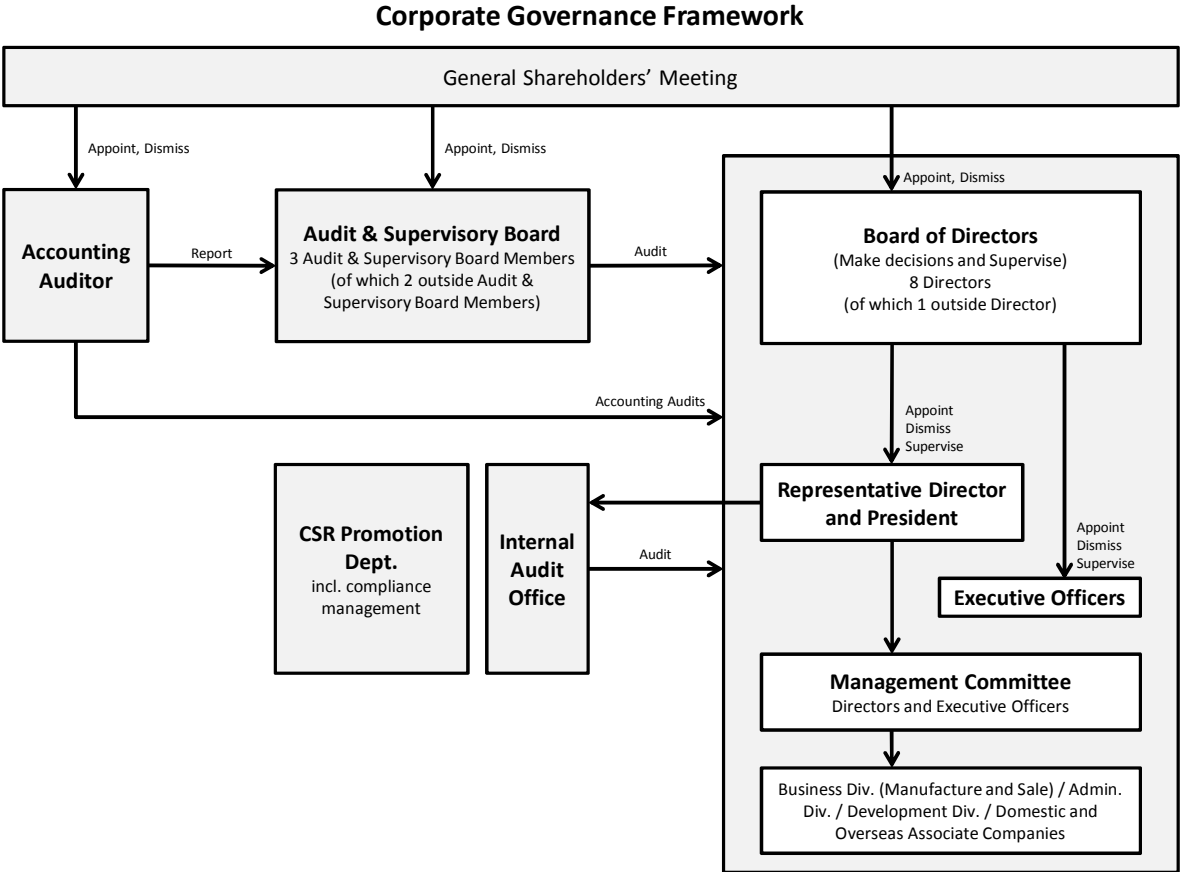 Corporate Governance Framework
General Shareholders' Meeting
Appoint, Dismiss
Appoint, Dismiss
Appoint, Dismiss
Accounting
Auditor
Report
Audit & Supervisory Board
3 Audit & Supervisory Board Members
(of which 2 outside Audit &
Supervisory Board Members)
Audit
Board of Directors
(Make decisions and Supervise)
8 Directors
(of which 1 outside Director)
Accounting Audits
Appoint
Dismiss
Supervise
CSR Promotion
Dept.
incl. compliance
management
Internal
Audit
Office
Audit
Representative Director
and President
Appoint
Dismiss
Supervise
Executive Officers
Management Committee
Directors and Executive Officers
Business Div. (Manufacture and Sale) / Admin.
Div. / Development Div. / Domestic and
Overseas Associate Companies